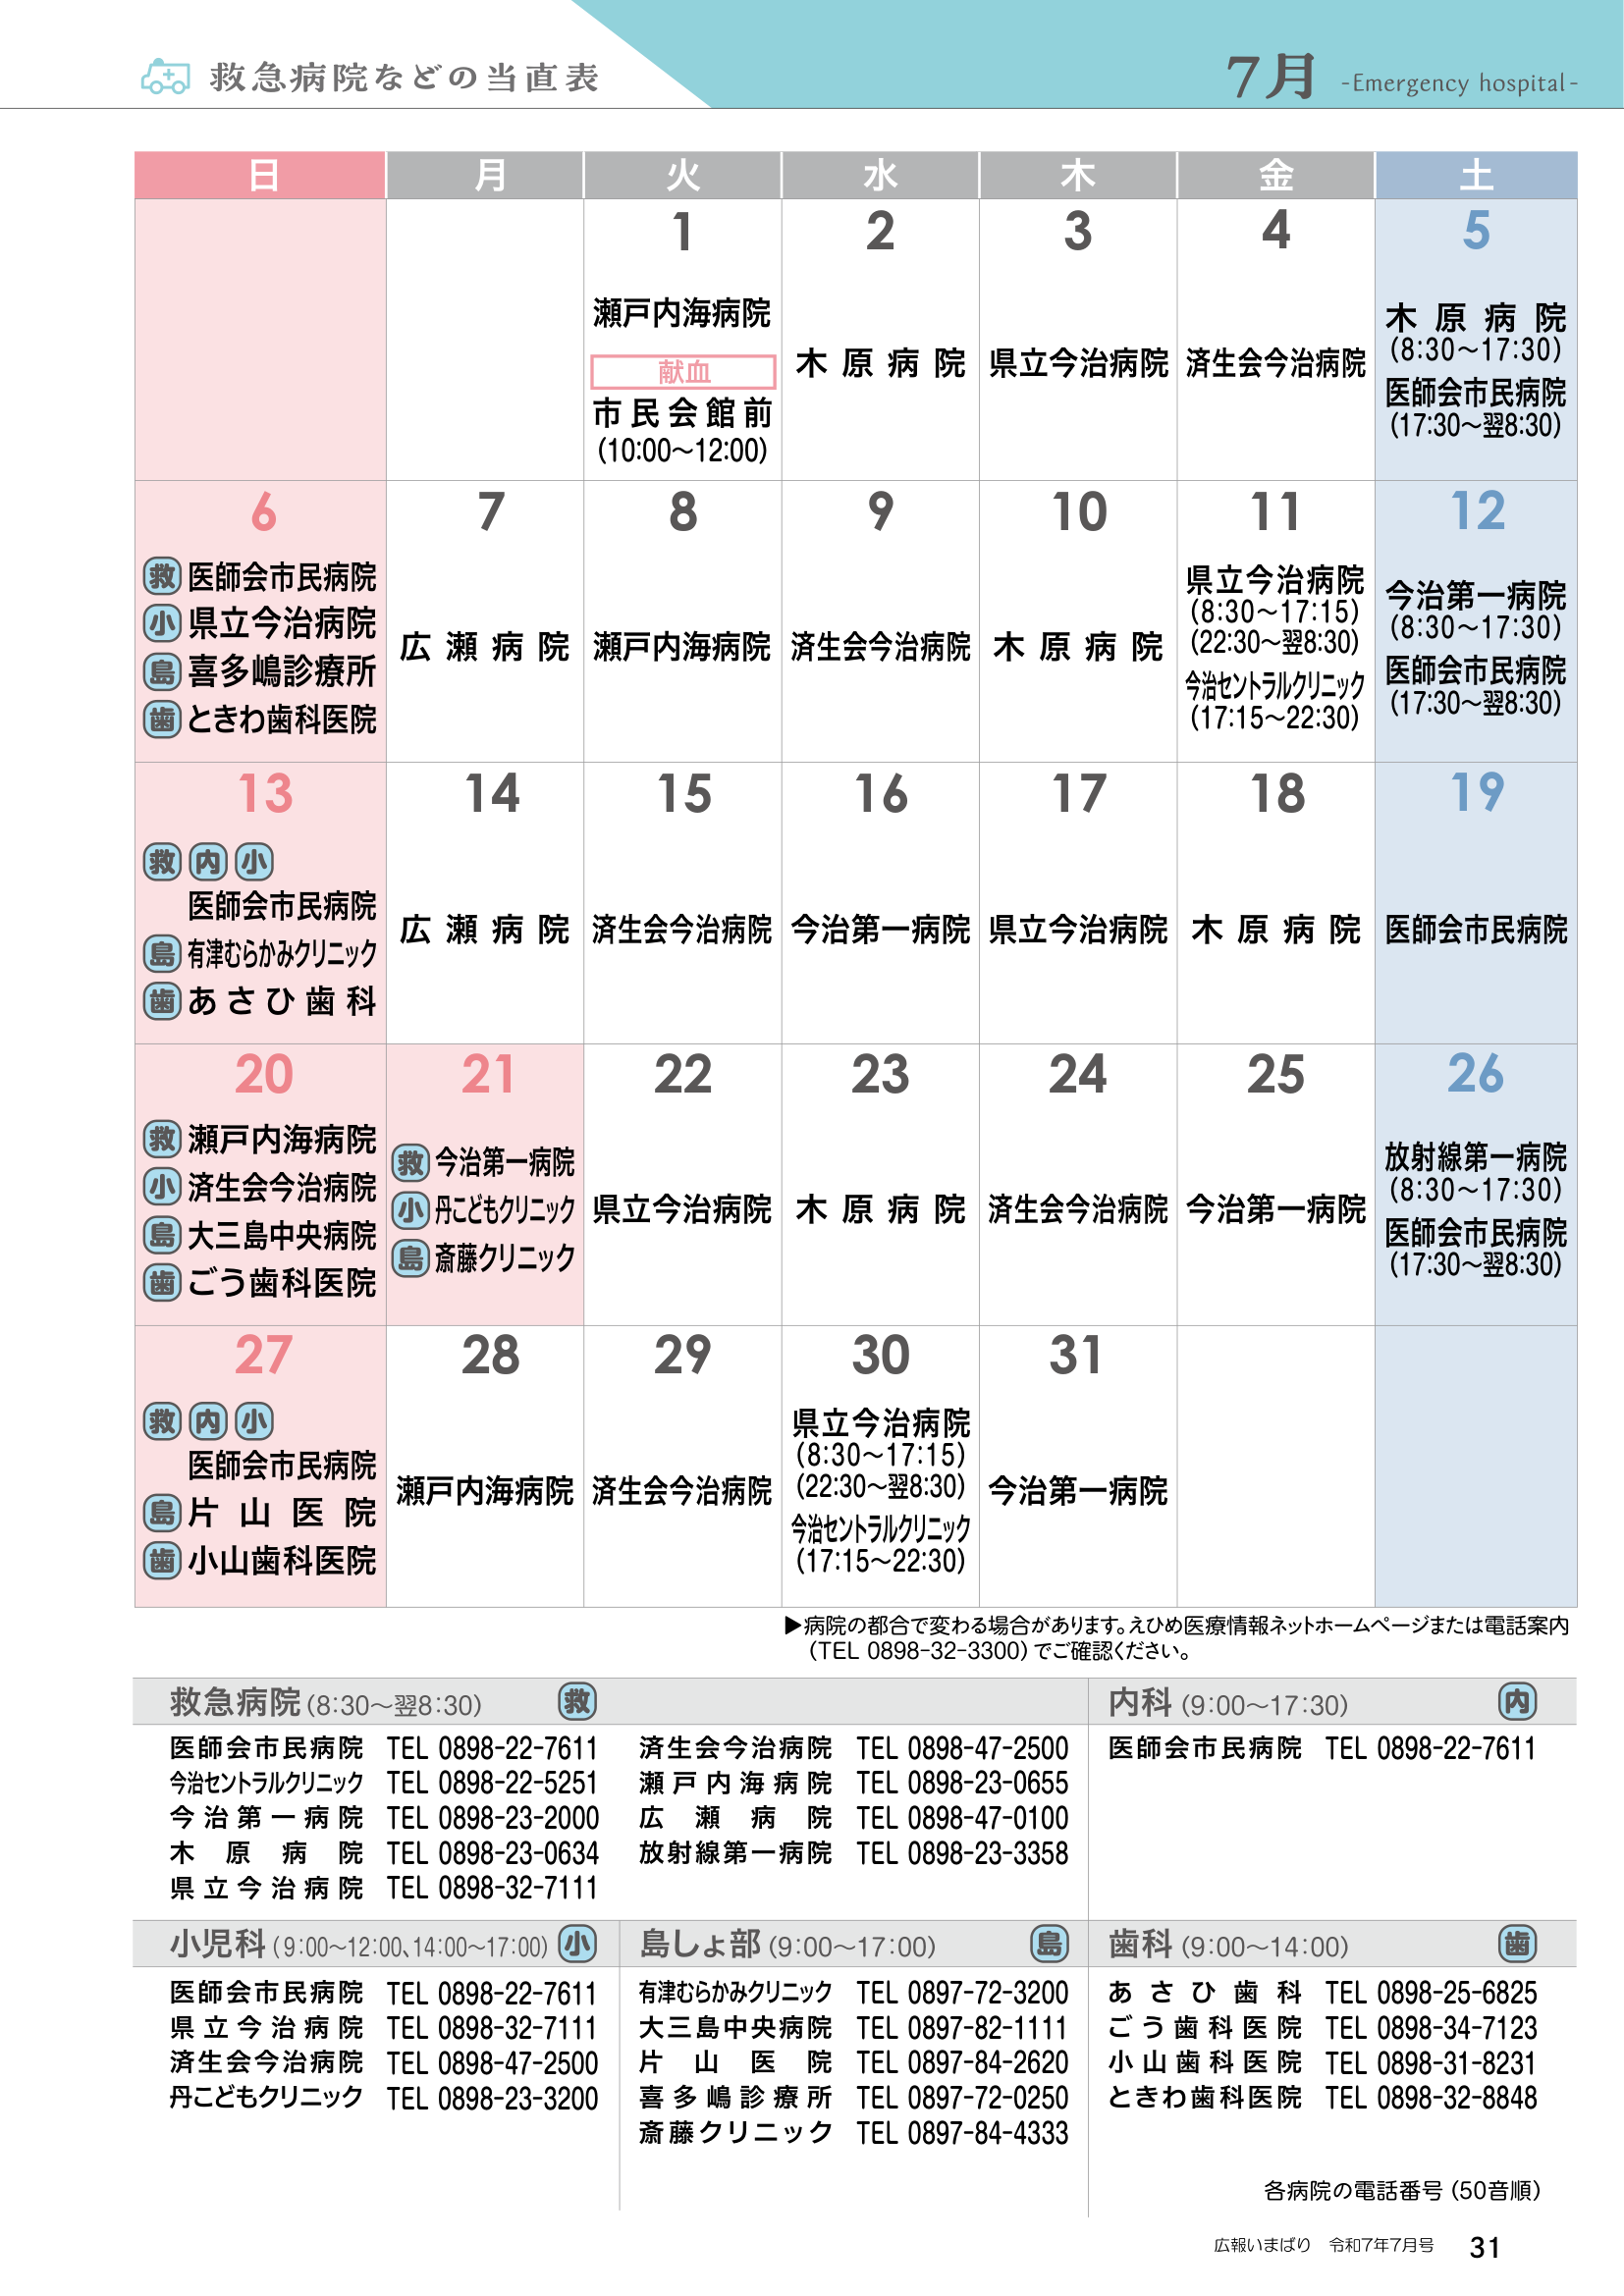 救急病院などの当直表
7月 -Emergency hospital-
日 月 火 水 木 金 土
1
瀬戸内海病院
献血
市民会館前
(10:00〜12:00)
2
木原病院
3
県立今治病院
4
済生会今治病院
5
木原病院
(8:30〜17:30)
医師会市民病院
(17:30〜翌8:30)
6
救 医師会市民病院
小 県立今治病院
島 喜多嶋診療所
歯 ときわ歯科医院
7
広瀬病院
8
瀬戸内海病院
9
済生会今治病院
10
木原病院
11
県立今治病院
(8:30〜17:15)
(22:30〜翌8:30)
今治セントラルクリニック
(17:15〜22:30)
12
今治第一病院
(8:30〜17:30)
医師会市民病院
(17:30〜翌8:30)
13
救 内 小
医師会市民病院
島 有津むらかみクリニック
歯 あさひ歯科
14
広瀬病院
15
済生会今治病院
16
今治第一病院
17
県立今治病院
18
木原病院
19
医師会市民病院
20
救 瀬戸内海病院
小 済生会今治病院
島 大三島中央病院
歯 ごう歯科医院
21
救 今治第一病院
小 丹こどもクリニック
島 斎藤クリニック
22
県立今治病院
23
木原病院
24
済生会今治病院
25
今治第一病院
26
放射線第一病院
(8:30〜17:30)
医師会市民病院
(17:30〜翌8:30)
27
救 内 小
医師会市民病院
島 片山医院
歯 小山歯科医院
28
瀬戸内海病院
29
済生会今治病院
30
県立今治病院
(8:30〜17:15)
(22:30〜翌8:30)
今治セントラルクリニック
(17:15〜22:30)
31
今治第一病院
▶病院の都合で変わる場合があります。えひめ医療情報ネットホームページまたは電話案内
(TEL 0898-32-3300)でご確認ください。
救急病院(8:30〜翌8:30) 救
医師会市民病院 TEL 0898-22-7611
今治セントラルクリニック TEL 0898-22-5251
今治第一病院 TEL 0898-23-2000
木原病院 TEL 0898-23-0634
県立今治病院 TEL 0898-32-7111
済生会今治病院 TEL 0898-47-2500
瀬戸内海病院 TEL 0898-23-0655
広瀬病院 TEL 0898-47-0100
放射線第一病院 TEL 0898-23-3358
内科(9:00〜17:30) 内
医師会市民病院 TEL 0898-22-7611
小児科(9:00〜12:00、14:00〜17:00) 小
医師会市民病院 TEL 0898-22-7611
県立今治病院 TEL 0898-32-7111
済生会今治病院 TEL 0898-47-2500
丹こどもクリニック TEL 0898-23-3200
島しょ部(9:00〜17:00) 島
有津むらかみクリニック TEL 0897-72-3200
大三島中央病院 TEL 0897-82-1111
片山医院 TEL 0897-84-2620
喜多嶋診療所 TEL 0897-72-0250
斎藤クリニック TEL 0897-84-4333
歯科(9:00〜14:00) 歯
あさひ歯科 TEL 0898-25-6825
ごう歯科医院 TEL 0898-34-7123
小山歯科医院 TEL 0898-31-8231
ときわ歯科医院 TEL 0898-32-8848
各病院の電話番号(50音順)
広報いまばり 令和7年7月号 31